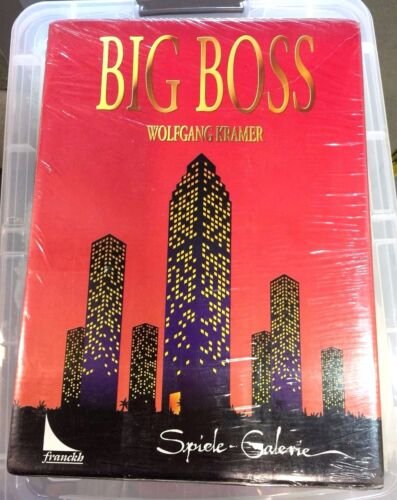 BIG BOSS
WOLFGANG KRAMER
franckh
Spiele-Galerie